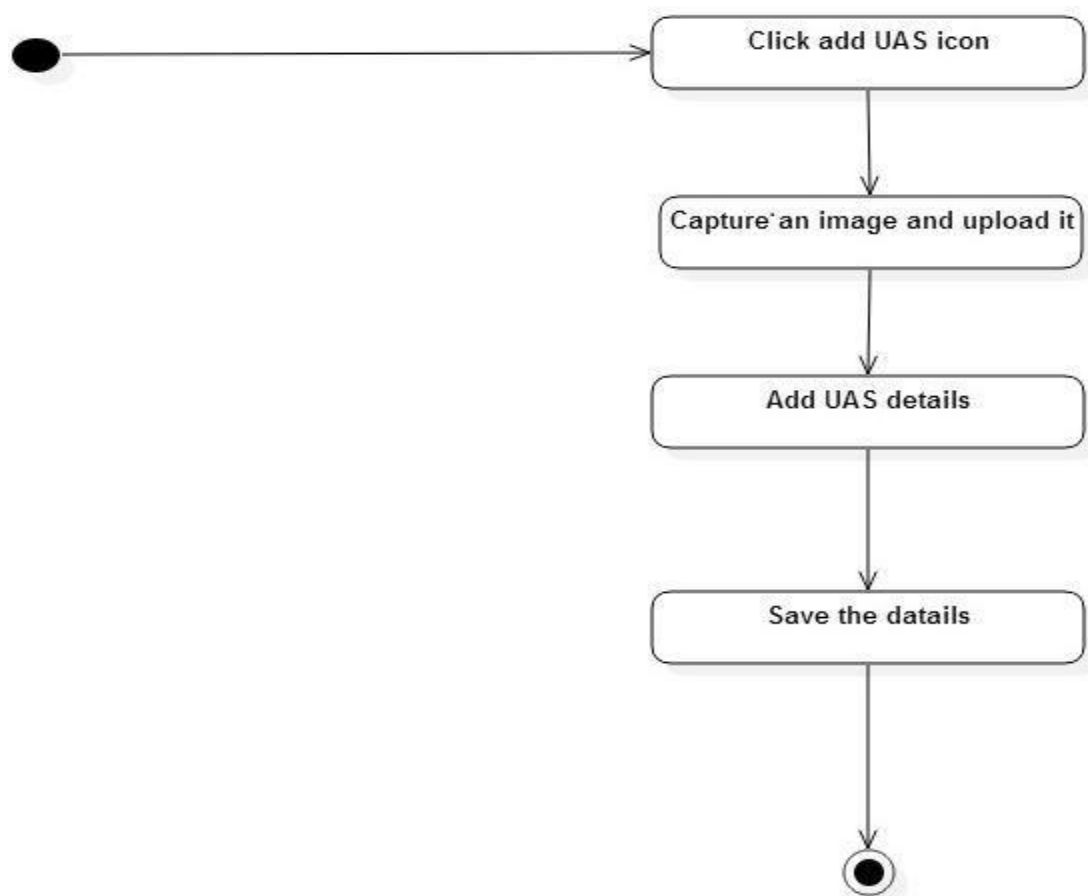 Click add UAS icon
Capture an image and upload it
Add UAS details
Save the datails